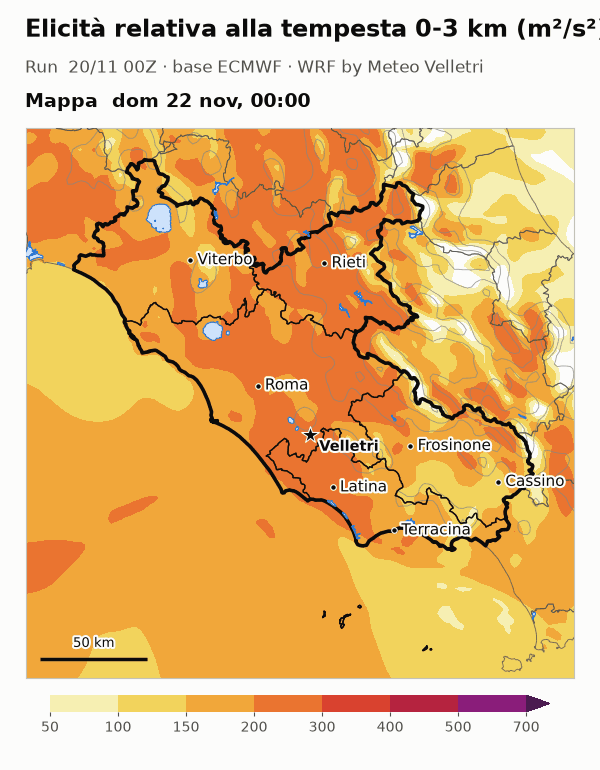 Elicità relativa alla tempesta 0-3 km (m²/s²)
Run  20/11 00Z · base ECMWF · WRF by Meteo Velletri
Mappa  dom 22 nov, 00:00
Viterbo
Rieti
Roma
Velletri
Frosinone
Latina
Cassino
Terracina
50 km
50 100 150 200 300 400 500 700